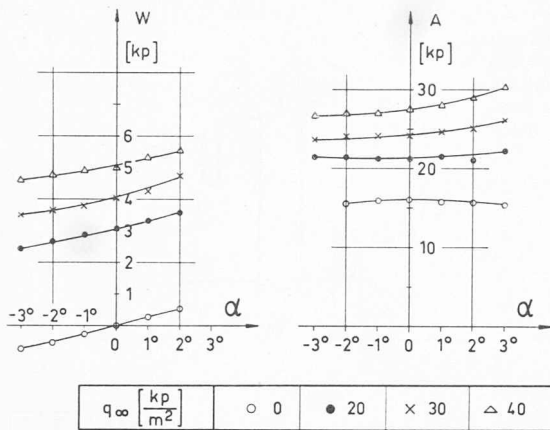 W
[kp]
6
5
4
3
2
1
-3° -2° -1°
0 1° 2° 3°
α
A
[kp]
30
20
10
-3° -2° -1° 0 1° 2° 3°
α
q∞ [kp/m²] ○ 0 ● 20 × 30 △ 40